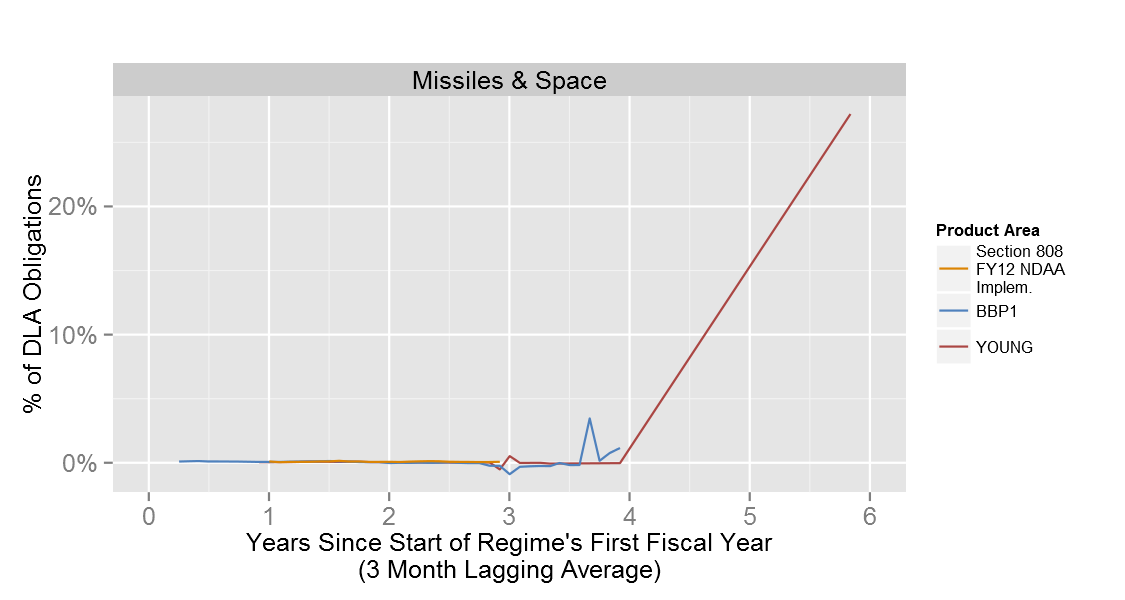 Missiles & Space
% of DLA Obligations
20%
10%
0%
0 1 2 3 4 5 6
Years Since Start of Regime's First Fiscal Year
(3 Month Lagging Average)
Product Area
Section 808
FY12 NDAA
Implem.
BBP1
YOUNG